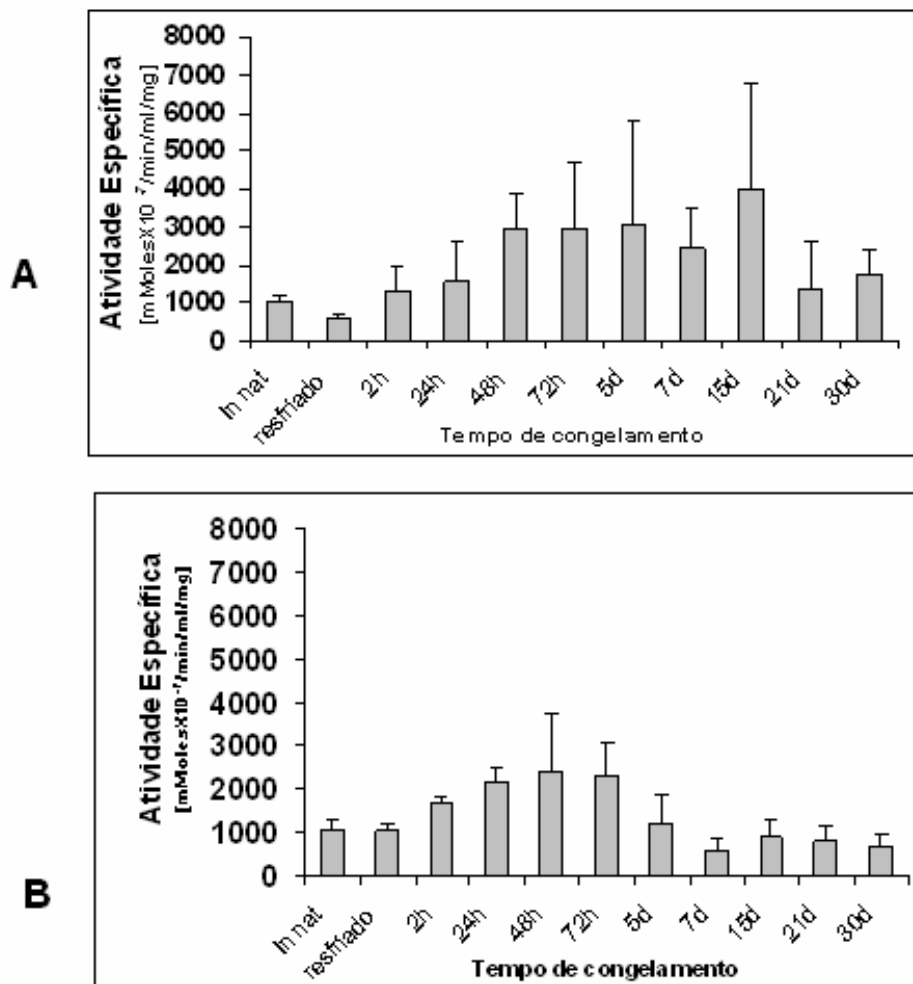 A
Atividade Específica
[mMolesX10⁻⁷/min/ml/mg]
8000
7000
6000
5000
4000
3000
2000
1000
0
In nat
resfriado
2h
24h
48h
72h
5d
7d
15d
21d
30d
Tempo de congelamento
B
Atividade Específica
[mMolesX10⁻⁷/min/ml/mg]
8000
7000
6000
5000
4000
3000
2000
1000
0
In nat
resfriado
2h
24h
48h
72h
5d
7d
15d
21d
30d
Tempo de congelamento